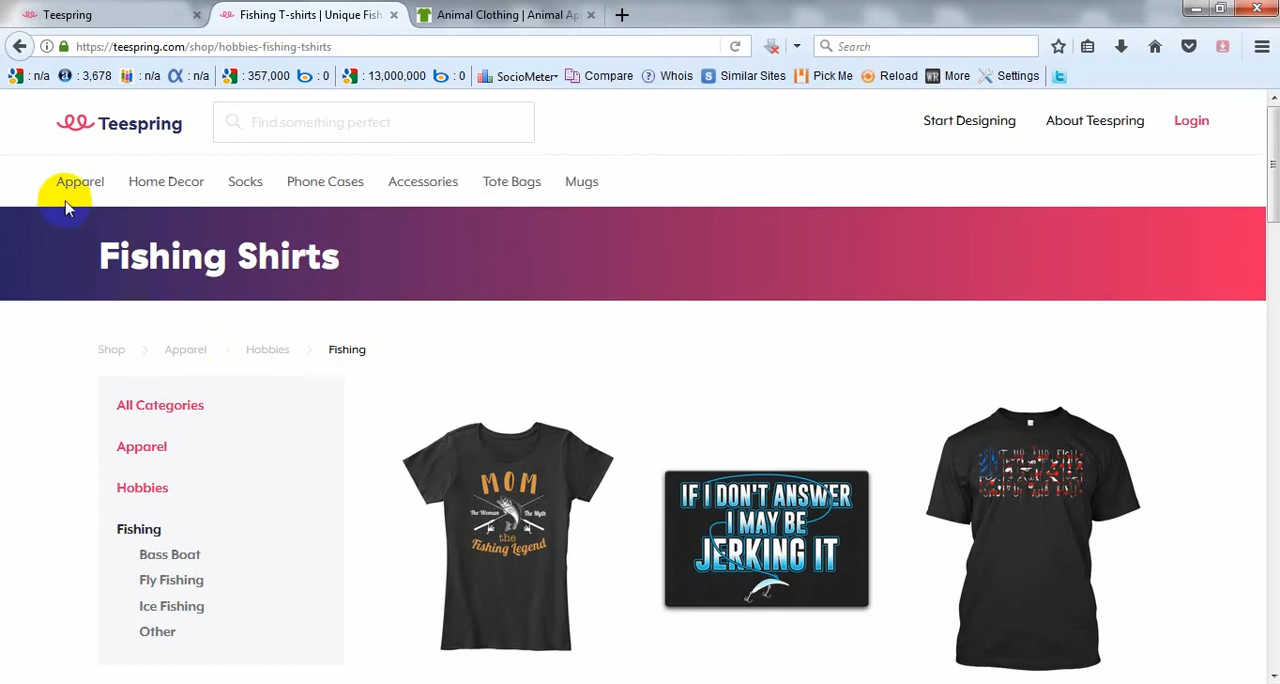 Teespring
Fishing T-shirts | Unique Fish
Animal Clothing | Animal Ap
https://teespring.com/shop/hobbies-fishing-tshirts
Search
: n/a : 3,678 : n/a : n/a : 357,000 : 0 : 13,000,000 : 0 SocioMeter Compare Whois Similar Sites Pick Me Reload WR More Settings
Teespring
Find something perfect
Start Designing About Teespring Login
Apparel Home Decor Socks Phone Cases Accessories Tote Bags Mugs
Fishing Shirts
Shop Apparel Hobbies Fishing
All Categories
Apparel
Hobbies
Fishing
Bass Boat
Fly Fishing
Ice Fishing
Other
MOM
The Woman The Myth
the
Fishing Legend
IF I DON'T ANSWER
I MAY BE
JERKING IT